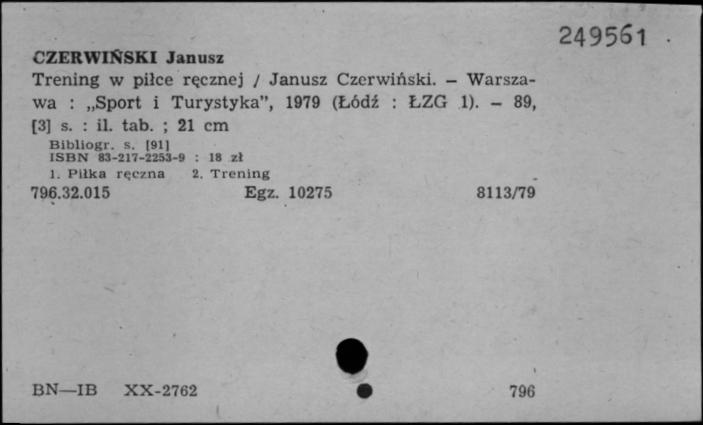 249561
CZERWIŃSKI Janusz
Trening w piłce ręcznej / Janusz Czerwiński. — Warsza-
wa : „Sport i Turystyka”, 1979 (Łódź : ŁZG 1). — 89,
[3] s. : il. tab. ; 21 cm
Bibliogr. s. [91]
ISBN 83-217-2253-9 : 18 zł
1. Piłka ręczna 2. Trening
796.32.015 Egz. 10275 8113/79
BN—IB XX-2762 796